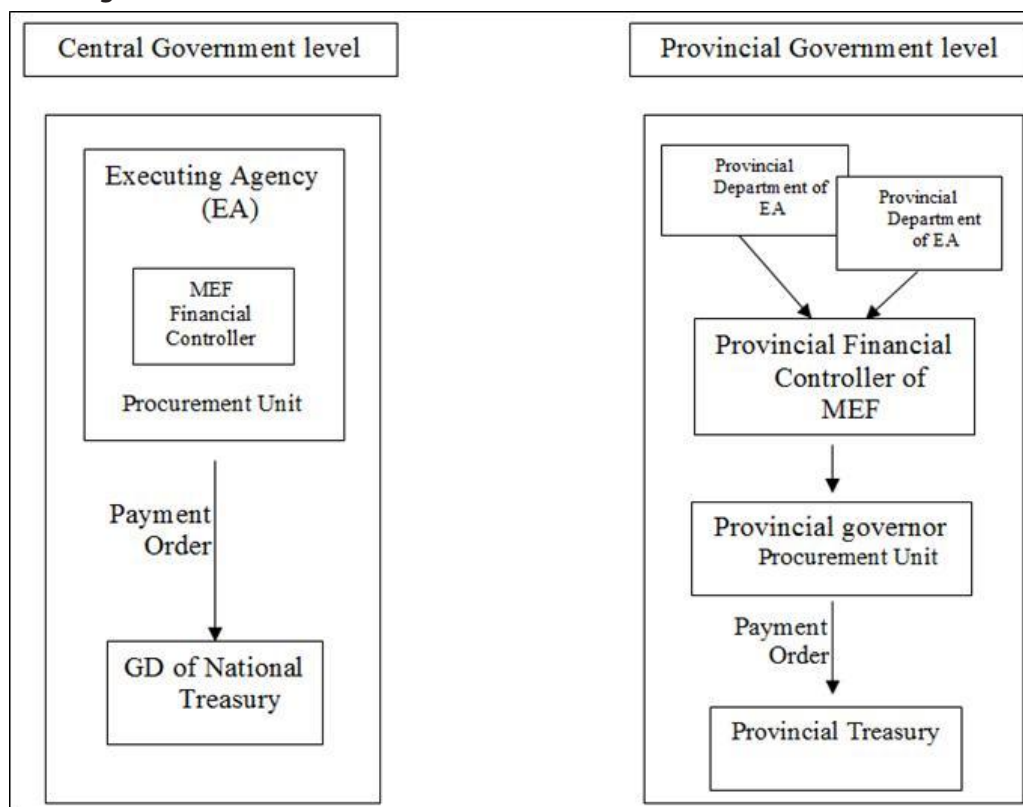 Central Government level
Executing Agency
(EA)
MEF
Financial
Controller
Procurement Unit
Payment
Order
GD of National
Treasury
Provincial Government level
Provincial
Department of
EA
Provincial
Department
of EA
Provincial Financial
Controller of
MEF
Provincial governor
Procurement Unit
Payment
Order
Provincial Treasury